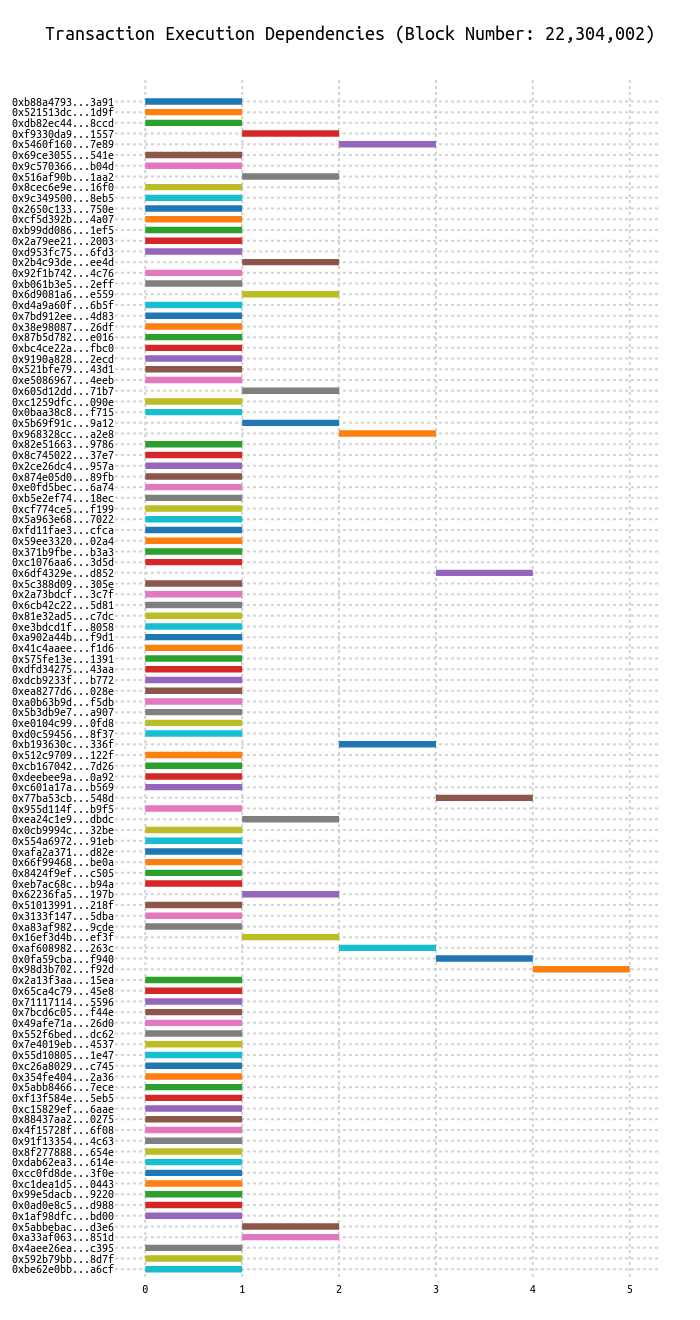 Transaction Execution Dependencies (Block Number: 22,304,002)
0xb88a4793...3a91
0x521513dc...1d9f
0xdb82ec44...8ccd
0xf9330da9...1557
0x5460f160...7e89
0x69ce3055...541e
0x9c570366...b04d
0x516af90b...1aa2
0x8cec6e9e...16f0
0x9c349500...8eb5
0x2650c133...750e
0xcf5d392b...4a07
0xb99dd086...1ef5
0x2a79ee21...2003
0xd953fc75...6fd3
0x2b4c93de...ee4d
0x92f1b742...4c76
0xb061b3e5...2eff
0x6d9081a6...e559
0xd4a9a60f...6b5f
0x7bd912ee...4d83
0x38e98087...26df
0x87b5d782...e016
0xbc4ce22a...fbc0
0x9190a828...2ecd
0x521bfe79...43d1
0xe5086967...4eeb
0x605d12dd...71b7
0xc1259dfc...090e
0x0baa38c8...f715
0x5b69f91c...9a12
0x968328cc...a2e8
0x82e51663...9786
0x8c745022...37e7
0x2ce26dc4...957a
0x874e05d0...89fb
0xe0fd5bec...6a74
0xb5e2ef74...18ec
0xcf774ce5...f199
0x5a963e68...7022
0xfd11fae3...cfca
0x59ee3320...02a4
0x371b9fbe...b3a3
0xc1076aa6...3d5d
0x6df4329e...d852
0x5c388d09...305e
0x2a73bdcf...3c7f
0x6cb42c22...5d81
0x81e32ad5...c7dc
0xe3bdcd1f...8058
0xa902a44b...f9d1
0x41c4aaee...f1d6
0x575fe13e...1391
0xdfd34275...43aa
0xdcb9233f...b772
0xea8277d6...028e
0xa0b63b9d...f5db
0x5b3db9e7...a907
0xe0104c99...0fd8
0xd0c59456...8f37
0xb193630c...336f
0x512c9709...122f
0xcb167042...7d26
0xdeebee9a...0a92
0xc601a17a...b569
0x77ba53cb...548d
0x955d114f...b9f5
0xea24c1e9...dbdc
0x0cb9994c...32be
0x554a6972...91eb
0xafa2a371...d82e
0x66f99468...be0a
0x8424f9ef...c505
0xeb7ac68c...b94a
0x62236fa5...197b
0x51013991...218f
0x3133f147...5dba
0xa83af982...9cde
0x16ef3d4b...ef3f
0xaf608982...263c
0x0fa59cba...f940
0x98d3b702...f92d
0x2a13f3aa...15ea
0x65ca4c79...45e8
0x71117114...5596
0x7bcd6c05...f44e
0x49afe71a...26d0
0x552f6bed...dc62
0x7e4019eb...4537
0x55d10805...1e47
0xc26a8029...c745
0x354fe404...2a36
0x5abb8466...7ece
0xf13f584e...5eb5
0xc15829ef...6aae
0x88437aa2...0275
0x4f15728f...6f08
0x91f13354...4c63
0x8f277888...654e
0xdab62ea3...614e
0xcc0fd8de...3f0e
0xc1dea1d5...0443
0x99e5dacb...9220
0x0ad0e8c5...d988
0x1af98dfc...bd00
0x5abbebac...d3e6
0xa33af063...851d
0x4aee26ea...c395
0x592b79bb...8d7f
0xbe62e0bb...a6cf
0 1 2 3 4 5